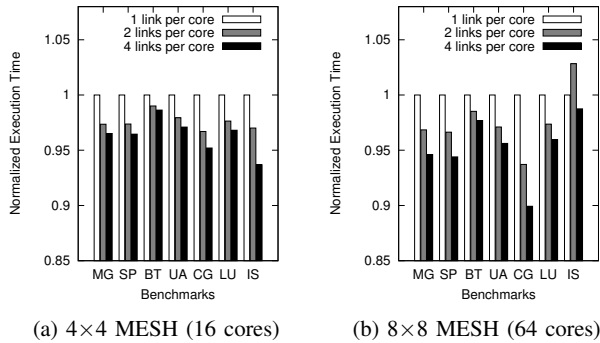 1 link per core
2 links per core
4 links per core
1.05
1
0.95
0.9
0.85
Normalized Execution Time
MG SP BT UA CG LU IS
Benchmarks
(a) 4×4 MESH (16 cores)
1 link per core
2 links per core
4 links per core
1.05
1
0.95
0.9
0.85
Normalized Execution Time
MG SP BT UA CG LU IS
Benchmarks
(b) 8×8 MESH (64 cores)